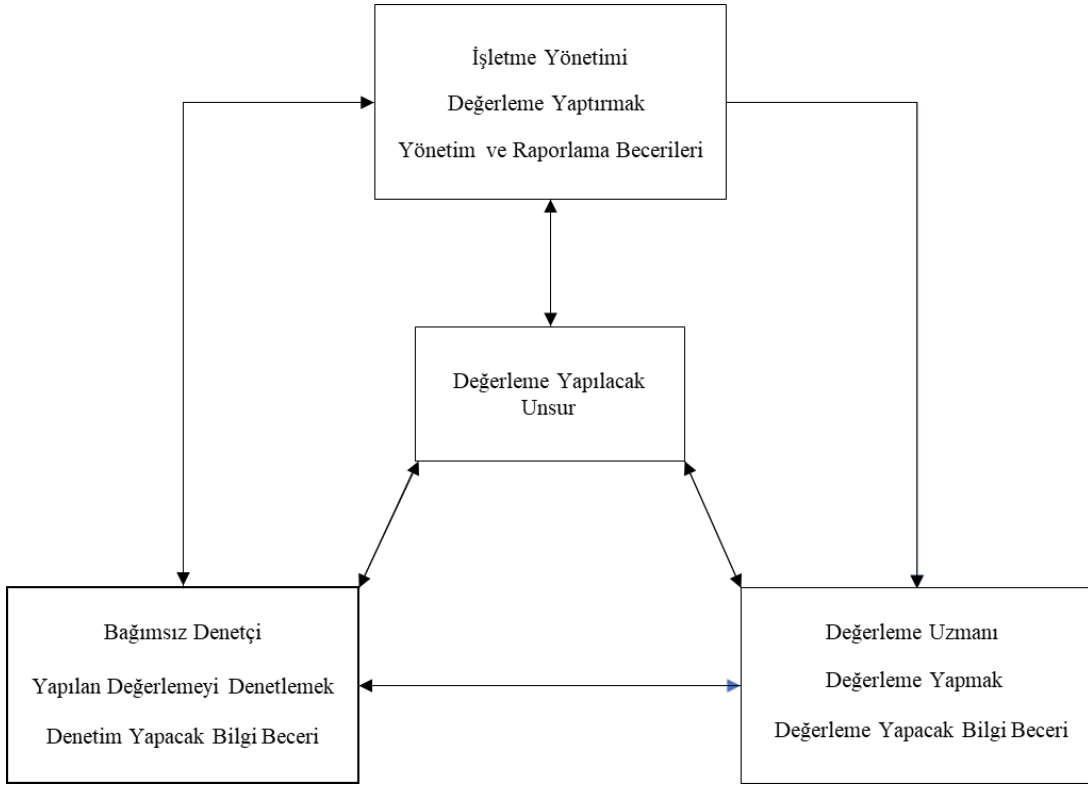 İşletme Yönetimi
Değerleme Yaptırmak
Yönetim ve Raporlama Becerileri
Değerleme Yapılacak
Unsur
Bağımsız Denetçi
Yapılan Değerlemeyi Denetlemek
Denetim Yapacak Bilgi Beceri
Değerleme Uzmanı
Değerleme Yapmak
Değerleme Yapacak Bilgi Beceri